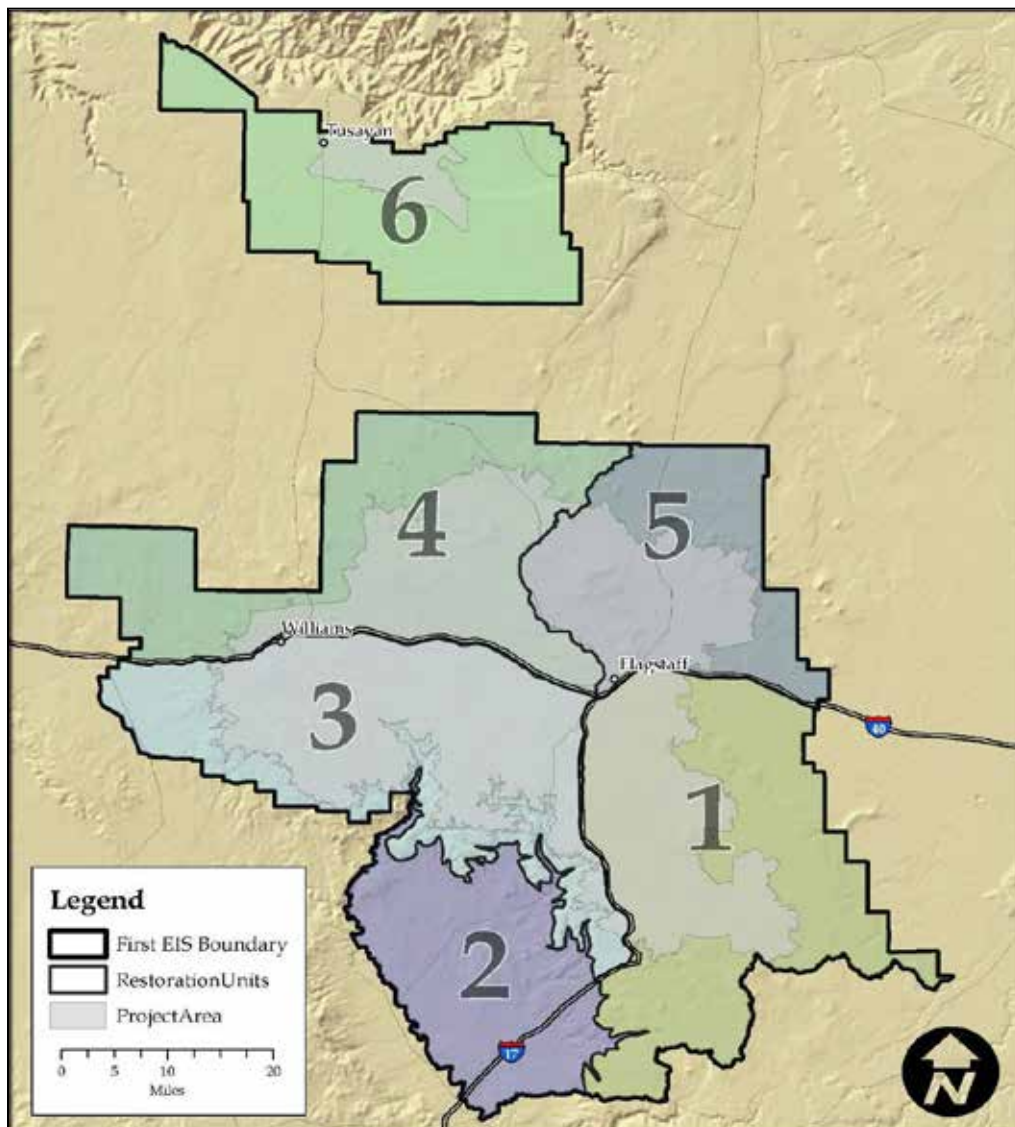 Tusayan
6
4
5
Williams
Flagstaff
3
40
1
2
17
Legend
First EIS Boundary
RestorationUnits
ProjectArea
0 5 10 20
Miles
N